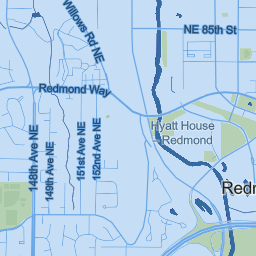 Willows Rd NE
NE 85th St
Redmond Way
Hyatt House
Redmond
148th Ave NE
149th Ave NE
151st Ave NE
152nd Ave NE
Redm